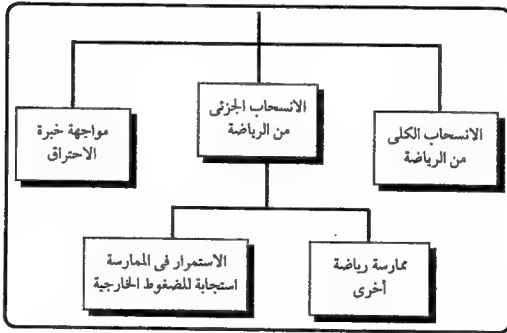 الانسحاب الكلى
من الرياضة
الانسحاب الجزئى
من الرياضة
مواجهة خبرة
الاحتراق
ممارسة رياضة
أخرى
الاستمرار فى الممارسة
استجابة للضغوط الخارجية